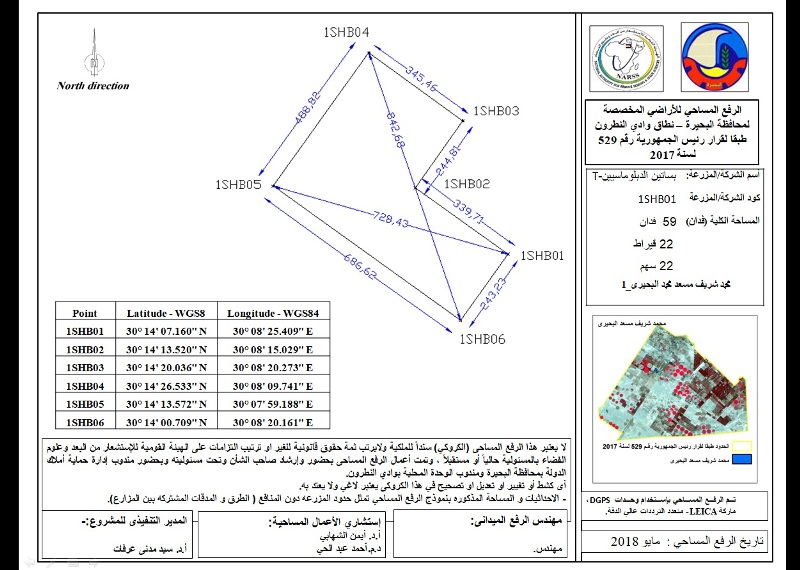 North direction
1SHB04
345,46
1SHB03
488,82
842,68
244,81
1SHB05
1SHB02
339,71
728,43
1SHB01
686,62
243,23
1SHB06
Point Latitude - WGS8 Longitude - WGS84
1SHB01 30° 14' 07.160" N 30° 08' 25.409" E
1SHB02 30° 14' 13.520" N 30° 08' 15.029" E
1SHB03 30° 14' 20.036" N 30° 08' 20.273" E
1SHB04 30° 14' 26.533" N 30° 08' 09.741" E
1SHB05 30° 14' 13.572" N 30° 07' 59.188" E
1SHB06 30° 14' 00.709" N 30° 08' 20.161" E
NARSS
الرفع المساحي للأراضي المخصصة
لمحافظة البحيرة – نطاق وادي النطرون
طبقا لقرار رئيس الجمهورية رقم 529
لسنة 2017
اسم الشركة/المزرعة: بساتين الدبلوماسيين-T
كود الشركة/المزرعة 1SHB01
المساحة الكلية (فدان) 59 فدان
22 قيراط
22 سهم
محمد شريف مسعد محمد البحيرى_1
محمد شريف مسعد البحيرى
الحدود طبقا لقرار رئيس الجمهورية رقم 529 لسنة 2017
محمد شريف مسعد البحيرى
تم الرفع المساحي بإستخدام وحدات DGPS،
ماركة LEICA- متعدد الترددات عالي الدقة.
تاريخ الرفع المساحي : مايو 2018
لا يعتبر هذا الرفع المساحي (الكروكي) سنداً للملكية ولايرتب ثمة حقوق قانونية للغير او ترتيب التزامات على الهيئة القومية للإستشعار من البعد وعلوم
الفضاء بالمسئولية حالياً أو مستقبلاً ، وتمت أعمال الرفع المساحى بحضور وإرشاد صاحب الشأن وتحت مسئوليته وبحضور مندوب إدارة حماية أملاك
الدولة بمحافظة البحيرة ومندوب الوحدة المحلية بوادي النطرون.
أى كشط أو تغيير او تعديل او تصحيح في هذا الكروكي يعتبر لاغي ولا يعتد به.
- الاحداثيات و المساحة المذكوره بنموذج الرفع المساحي تمثل حدود المزرعه دون المنافع ( الطرق و المدقات المشتركه بين المزارع).
مهندس الرفع الميدانى:
مهندس.
إستشاري الأعمال المساحية:
أ.د. أيمن الشهابي
د.م.أحمد عبد الحي
المدير التنفيذى للمشروع:-
أ.د. سيد مدنى عرفات